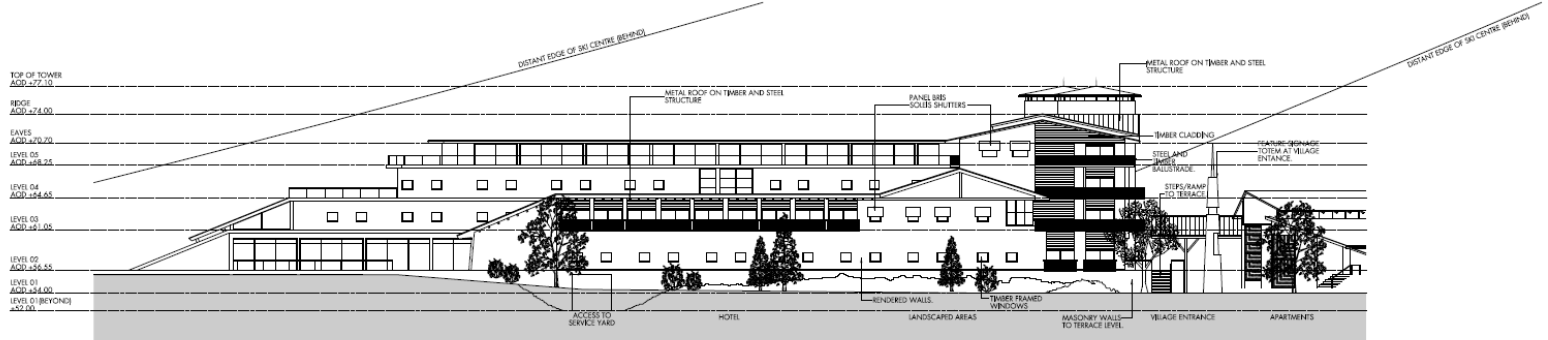 DISTANT EDGE OF SKI CENTRE (BEHIND)
DISTANT EDGE OF SKI CENTRE (BEHIND)
TOP OF TOWER
AOD +77.10
RIDGE
AOD +74.00
EAVES
AOD +70.70
LEVEL 05
AOD +68.25
LEVEL 04
AOD +64.65
LEVEL 03
AOD +61.05
LEVEL 02
AOD +56.55
LEVEL 01
AOD +54.00
LEVEL 01(BEYOND)
+52.00
METAL ROOF ON TIMBER AND STEEL
STRUCTURE
PANEL BRIS
SOLEIS SHUTTERS
METAL ROOF ON TIMBER AND STEEL
STRUCTURE
TIMBER CLADDING
STEEL AND
TIMBER
BALUSTRADE.
FEATURE SIGNAGE
TOTEM AT VILLAGE
ENTANCE.
STEPS/RAMP
TO TERRACE.
ACCESS TO
SERVICE YARD
HOTEL
RENDERED WALLS.
LANDSCAPED AREAS
TIMBER FRAMED
WINDOWS
MASONRY WALLS
TO TERRACE LEVEL.
VILLAGE ENTRANCE
APARTMENTS